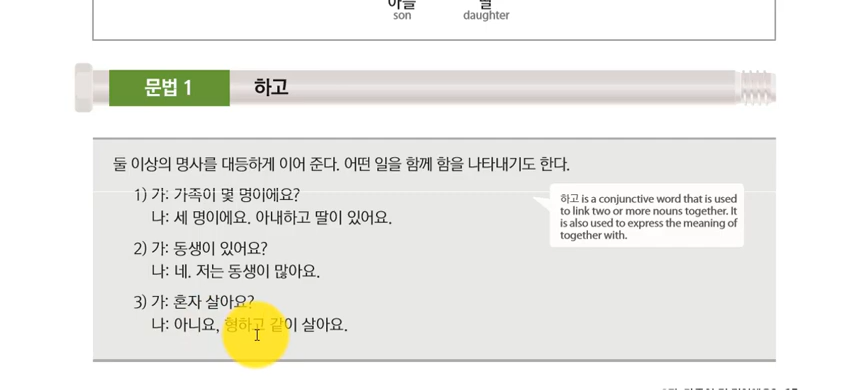 아들 딸
son daughter
문법 1 하고
둘 이상의 명사를 대등하게 이어 준다. 어떤 일을 함께 함을 나타내기도 한다.
1) 가: 가족이 몇 명이에요?
나: 세 명이에요. 아내하고 딸이 있어요.
2) 가: 동생이 있어요?
나: 네. 저는 동생이 많아요.
3) 가: 혼자 살아요?
나: 아니요, 형하고 같이 살아요.
하고 is a conjunctive word that is used
to link two or more nouns together. It
is also used to express the meaning of
together with.